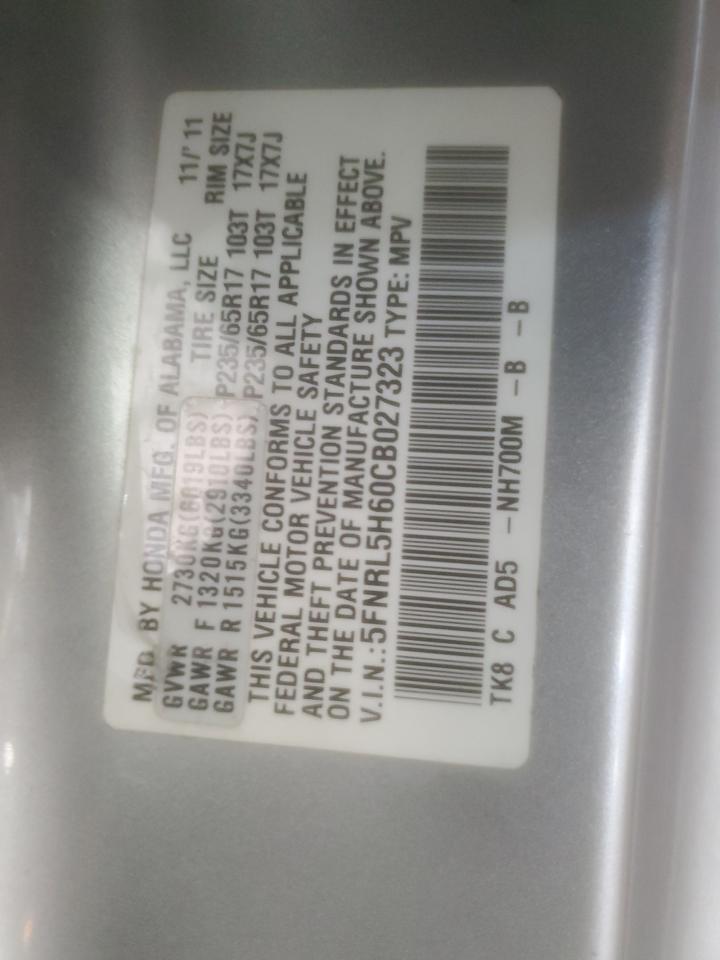 MFD. BY HONDA MFG. OF ALABAMA, LLC 11/'11
GVWR 2730KG(6019LBS) TIRE SIZE RIM SIZE
GAWR F 1320KG(2910LBS) P235/65R17 103T 17X7J
GAWR R 1515KG(3340LBS) P235/65R17 103T 17X7J
THIS VEHICLE CONFORMS TO ALL APPLICABLE
FEDERAL MOTOR VEHICLE SAFETY
AND THEFT PREVENTION STANDARDS IN EFFECT
ON THE DATE OF MANUFACTURE SHOWN ABOVE.
V.I.N.:5FNRL5H60CB027323 TYPE: MPV
TK8 C AD5 -NH700M -B -B